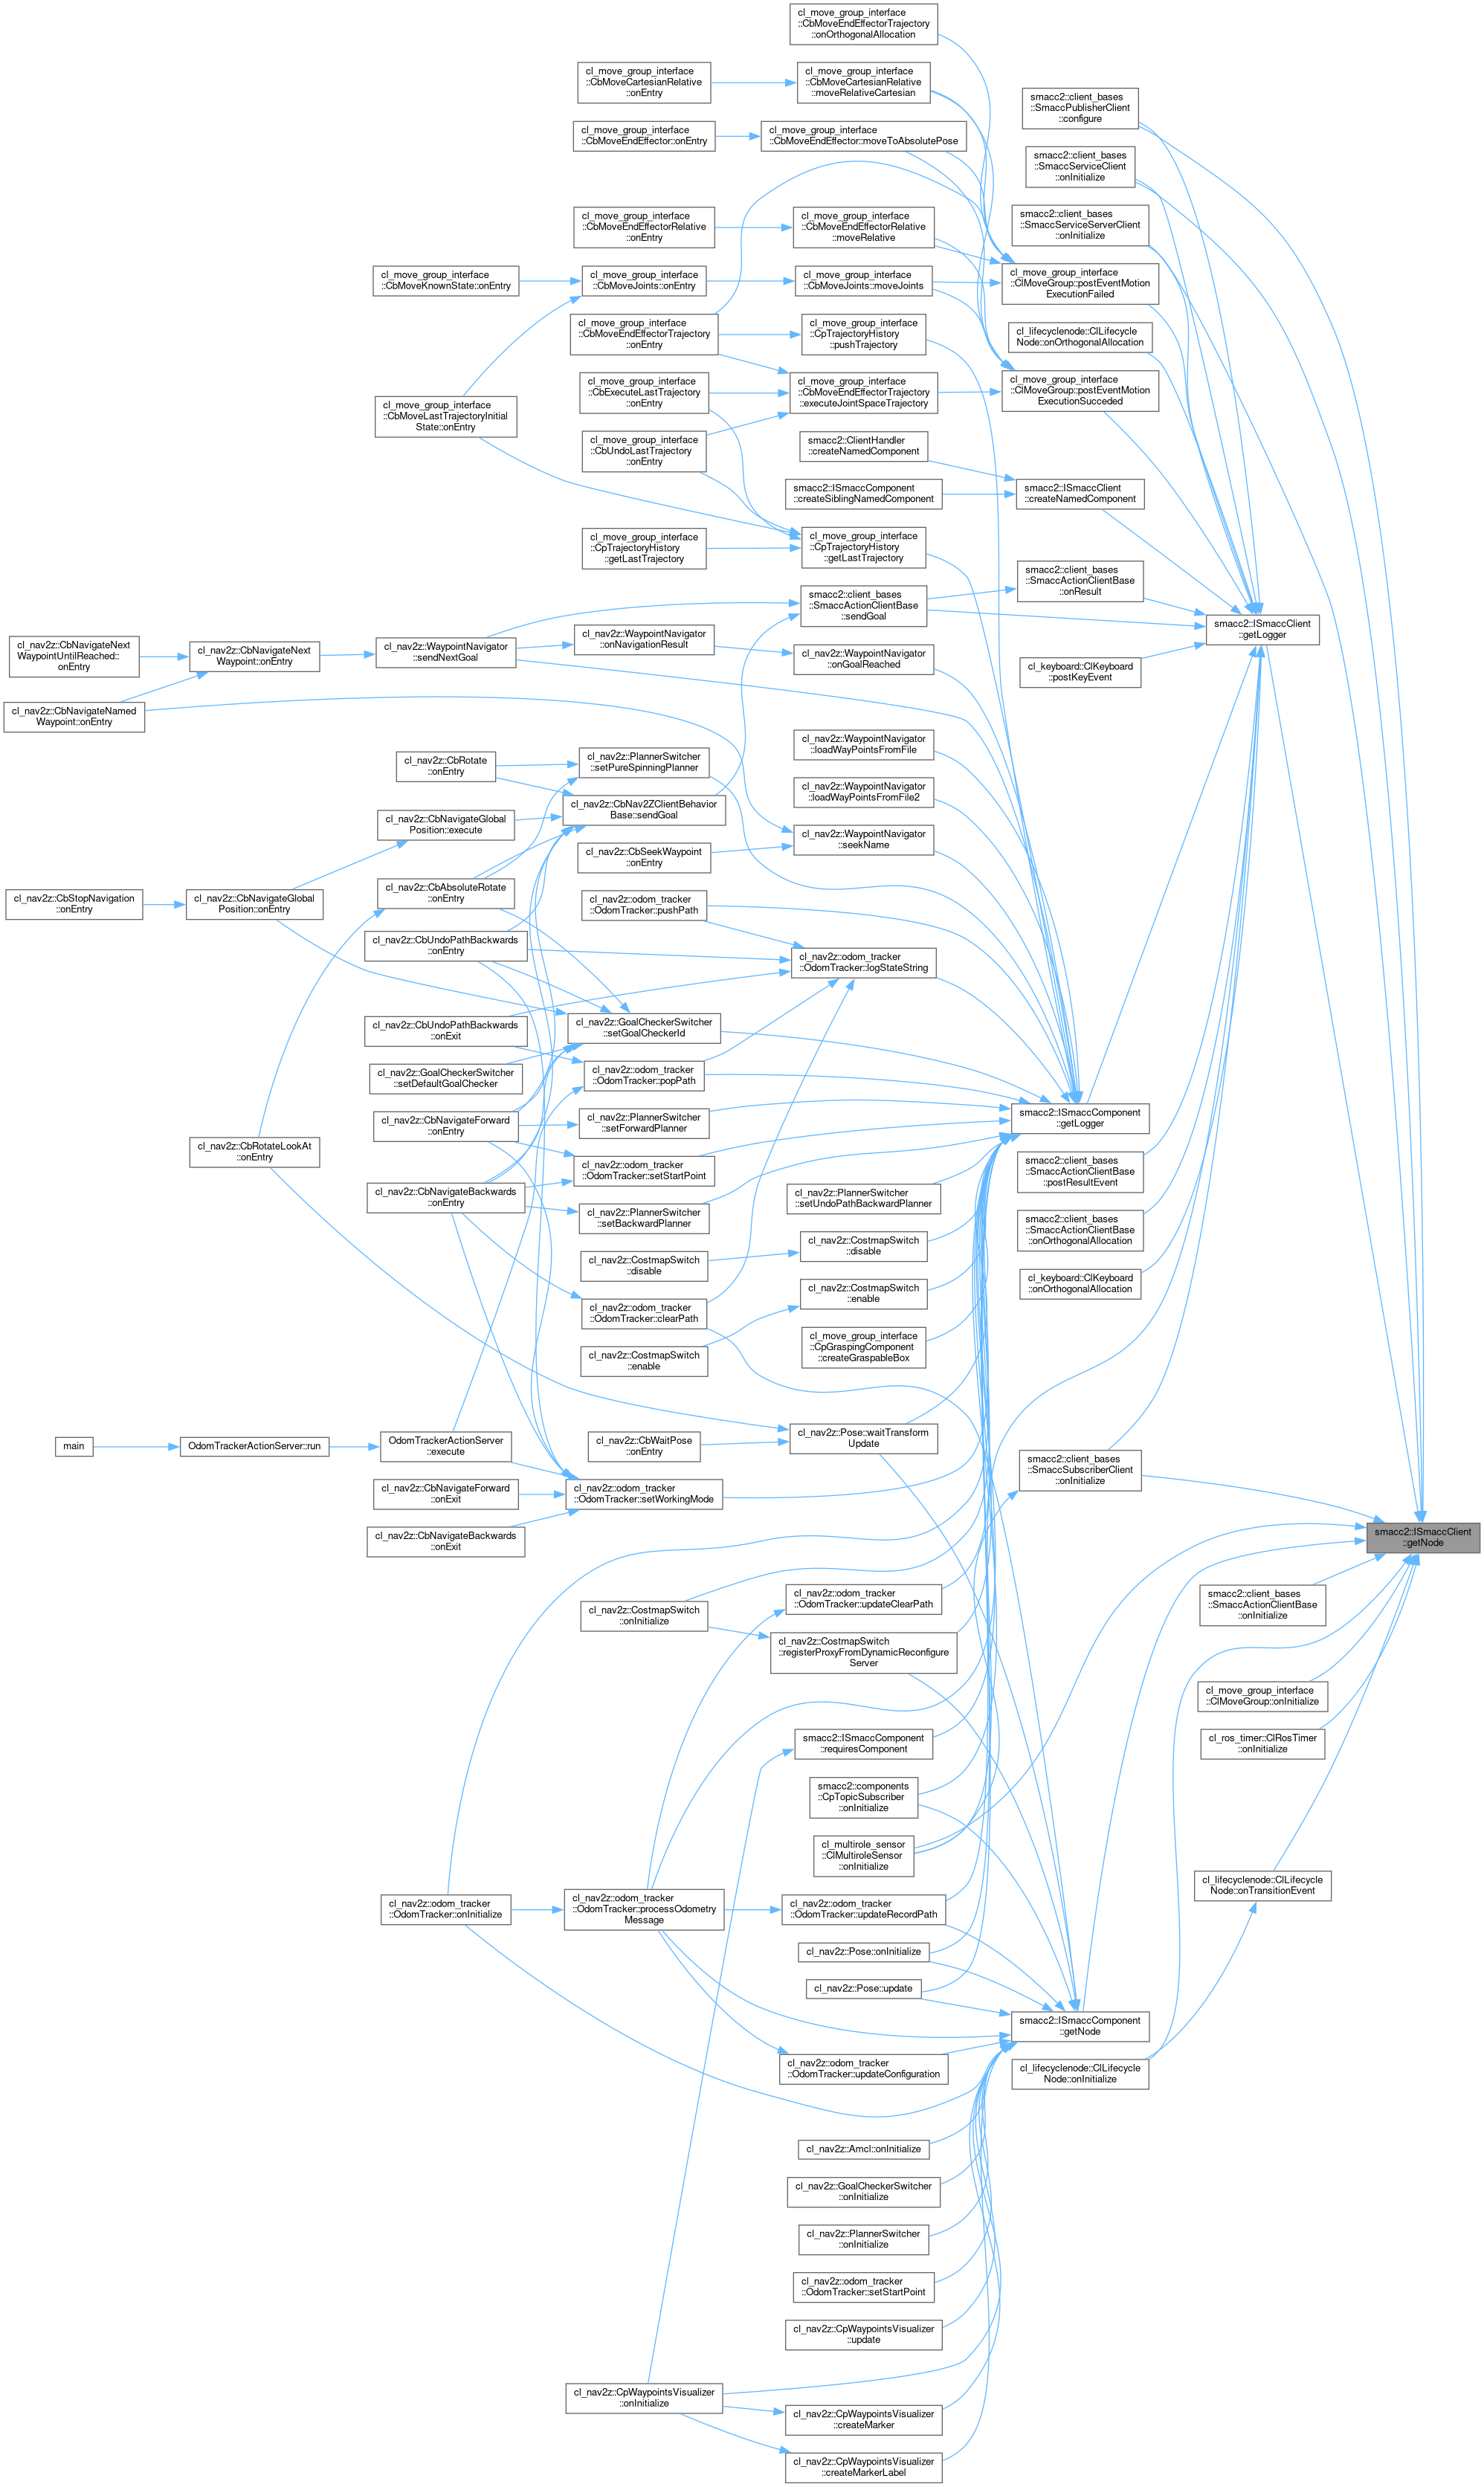 cl_move_group_interface
::CbMoveEndEffectorTrajectory
::onOrthogonalAllocation
cl_move_group_interface
::CbMoveCartesianRelative
::onEntry
cl_move_group_interface
::CbMoveCartesianRelative
::moveRelativeCartesian
smacc2::client_bases
::SmaccPublisherClient
::configure
cl_move_group_interface
::CbMoveEndEffector::onEntry
cl_move_group_interface
::CbMoveEndEffector::moveToAbsolutePose
smacc2::client_bases
::SmaccServiceClient
::onInitialize
cl_move_group_interface
::CbMoveEndEffectorRelative
::onEntry
cl_move_group_interface
::CbMoveEndEffectorRelative
::moveRelative
smacc2::client_bases
::SmaccServiceServerClient
::onInitialize
cl_move_group_interface
::CbMoveKnownState::onEntry
cl_move_group_interface
::CbMoveJoints::onEntry
cl_move_group_interface
::CbMoveJoints::moveJoints
cl_move_group_interface
::ClMoveGroup::postEventMotion
ExecutionFailed
cl_move_group_interface
::CbMoveEndEffectorTrajectory
::onEntry
cl_move_group_interface
::CpTrajectoryHistory
::pushTrajectory
cl_lifecyclenode::ClLifecycle
Node::onOrthogonalAllocation
cl_move_group_interface
::CbMoveLastTrajectoryInitial
State::onEntry
cl_move_group_interface
::CbExecuteLastTrajectory
::onEntry
cl_move_group_interface
::CbMoveEndEffectorTrajectory
::executeJointSpaceTrajectory
cl_move_group_interface
::ClMoveGroup::postEventMotion
ExecutionSucceded
cl_move_group_interface
::CbUndoLastTrajectory
::onEntry
smacc2::ClientHandler
::createNamedComponent
smacc2::ISmaccComponent
::createSiblingNamedComponent
smacc2::ISmaccClient
::createNamedComponent
cl_move_group_interface
::CpTrajectoryHistory
::getLastTrajectory
cl_move_group_interface
::CpTrajectoryHistory
::getLastTrajectory
smacc2::client_bases
::SmaccActionClientBase
::sendGoal
smacc2::client_bases
::SmaccActionClientBase
::onResult
smacc2::ISmaccClient
::getLogger
cl_nav2z::CbNavigateNext
WaypointUntilReached::
onEntry
cl_nav2z::CbNavigateNext
Waypoint::onEntry
cl_nav2z::WaypointNavigator
::sendNextGoal
cl_nav2z::WaypointNavigator
::onNavigationResult
cl_nav2z::WaypointNavigator
::onGoalReached
cl_keyboard::ClKeyboard
::postKeyEvent
cl_nav2z::CbNavigateNamed
Waypoint::onEntry
cl_nav2z::CbRotate
::onEntry
cl_nav2z::PlannerSwitcher
::setPureSpinningPlanner
cl_nav2z::WaypointNavigator
::loadWayPointsFromFile
cl_nav2z::WaypointNavigator
::loadWayPointsFromFile2
cl_nav2z::CbNavigateGlobal
Position::execute
cl_nav2z::CbNav2ZClientBehavior
Base::sendGoal
cl_nav2z::CbSeekWaypoint
::onEntry
cl_nav2z::WaypointNavigator
::seekName
cl_nav2z::CbStopNavigation
::onEntry
cl_nav2z::CbNavigateGlobal
Position::onEntry
cl_nav2z::CbAbsoluteRotate
::onEntry
cl_nav2z::odom_tracker
::OdomTracker::pushPath
cl_nav2z::CbUndoPathBackwards
::onEntry
cl_nav2z::odom_tracker
::OdomTracker::logStateString
cl_nav2z::CbUndoPathBackwards
::onExit
cl_nav2z::GoalCheckerSwitcher
::setGoalCheckerId
cl_nav2z::GoalCheckerSwitcher
::setDefaultGoalChecker
cl_nav2z::odom_tracker
::OdomTracker::popPath
cl_nav2z::CbRotateLookAt
::onEntry
cl_nav2z::CbNavigateForward
::onEntry
cl_nav2z::PlannerSwitcher
::setForwardPlanner
smacc2::ISmaccComponent
::getLogger
cl_nav2z::odom_tracker
::OdomTracker::setStartPoint
smacc2::client_bases
::SmaccActionClientBase
::postResultEvent
cl_nav2z::CbNavigateBackwards
::onEntry
cl_nav2z::PlannerSwitcher
::setBackwardPlanner
cl_nav2z::PlannerSwitcher
::setUndoPathBackwardPlanner
smacc2::client_bases
::SmaccActionClientBase
::onOrthogonalAllocation
cl_nav2z::CostmapSwitch
::disable
cl_nav2z::CostmapSwitch
::disable
cl_keyboard::ClKeyboard
::onOrthogonalAllocation
cl_nav2z::odom_tracker
::OdomTracker::clearPath
cl_nav2z::CostmapSwitch
::enable
cl_nav2z::CostmapSwitch
::enable
cl_move_group_interface
::CpGraspingComponent
::createGraspableBox
main
OdomTrackerActionServer::run
OdomTrackerActionServer
::execute
cl_nav2z::CbWaitPose
::onEntry
cl_nav2z::Pose::waitTransform
Update
smacc2::client_bases
::SmaccSubscriberClient
::onInitialize
cl_nav2z::CbNavigateForward
::onExit
cl_nav2z::odom_tracker
::OdomTracker::setWorkingMode
cl_nav2z::CbNavigateBackwards
::onExit
smacc2::ISmaccClient
::getNode
cl_nav2z::CostmapSwitch
::onInitialize
cl_nav2z::odom_tracker
::OdomTracker::updateClearPath
smacc2::client_bases
::SmaccActionClientBase
::onInitialize
cl_nav2z::CostmapSwitch
::registerProxyFromDynamicReconfigure
Server
cl_move_group_interface
::ClMoveGroup::onInitialize
smacc2::ISmaccComponent
::requiresComponent
cl_ros_timer::ClRosTimer
::onInitialize
smacc2::components
::CpTopicSubscriber
::onInitialize
cl_multirole_sensor
::ClMultiroleSensor
::onInitialize
cl_lifecyclenode::ClLifecycle
Node::onTransitionEvent
cl_nav2z::odom_tracker
::OdomTracker::onInitialize
cl_nav2z::odom_tracker
::OdomTracker::processOdometry
Message
cl_nav2z::odom_tracker
::OdomTracker::updateRecordPath
cl_nav2z::Pose::onInitialize
cl_nav2z::Pose::update
smacc2::ISmaccComponent
::getNode
cl_nav2z::odom_tracker
::OdomTracker::updateConfiguration
cl_lifecyclenode::ClLifecycle
Node::onInitialize
cl_nav2z::Amcl::onInitialize
cl_nav2z::GoalCheckerSwitcher
::onInitialize
cl_nav2z::PlannerSwitcher
::onInitialize
cl_nav2z::odom_tracker
::OdomTracker::setStartPoint
cl_nav2z::CpWaypointsVisualizer
::update
cl_nav2z::CpWaypointsVisualizer
::onInitialize
cl_nav2z::CpWaypointsVisualizer
::createMarker
cl_nav2z::CpWaypointsVisualizer
::createMarkerLabel